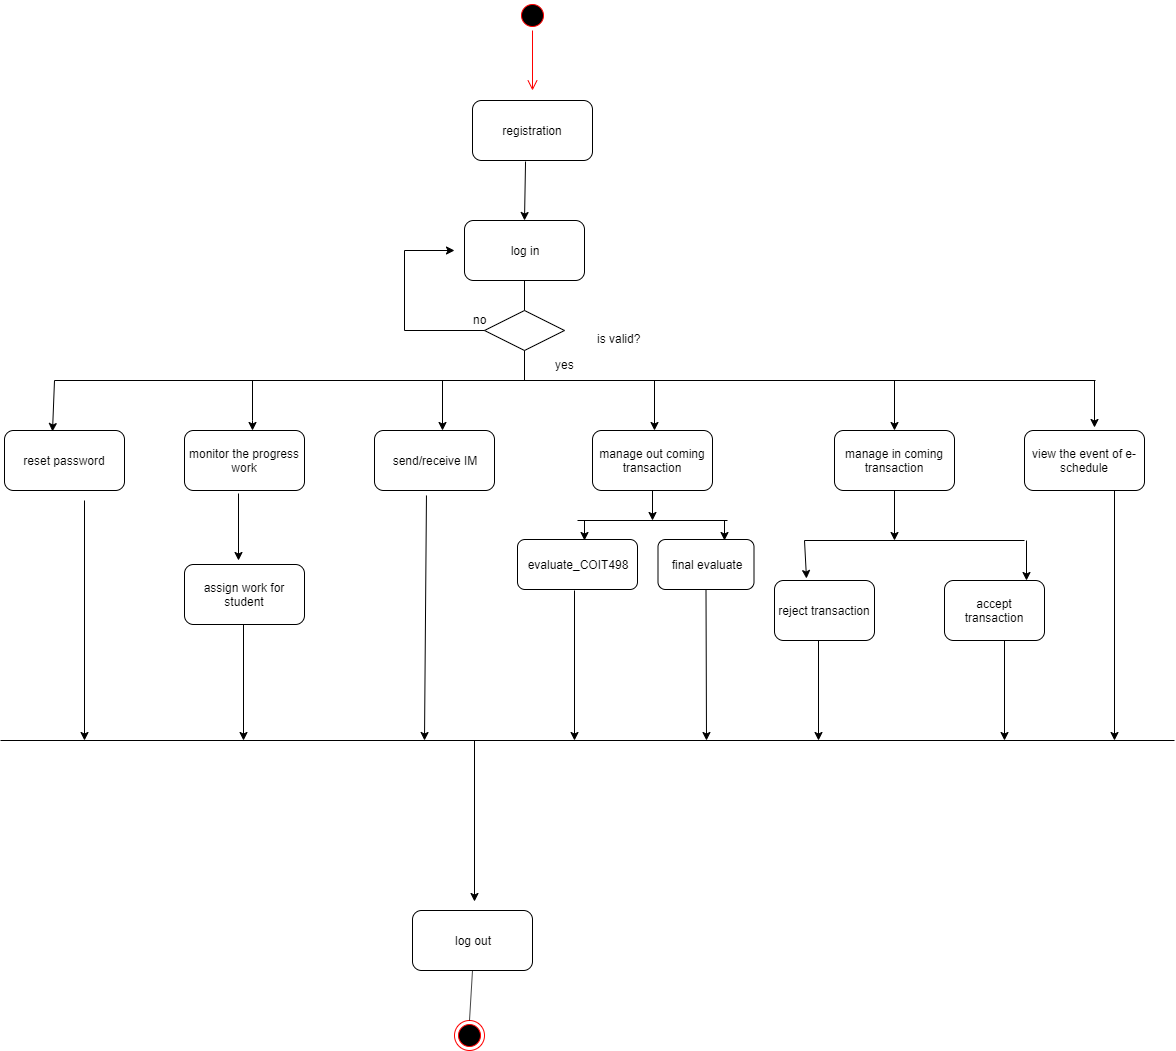 registration
log in
no
is valid?
yes
reset password
monitor the progress
work
send/receive IM
manage out coming
transaction
manage in coming
transaction
view the event of e-
schedule
evaluate_COIT498
final evaluate
assign work for
student
reject transaction
accept
transaction
log out